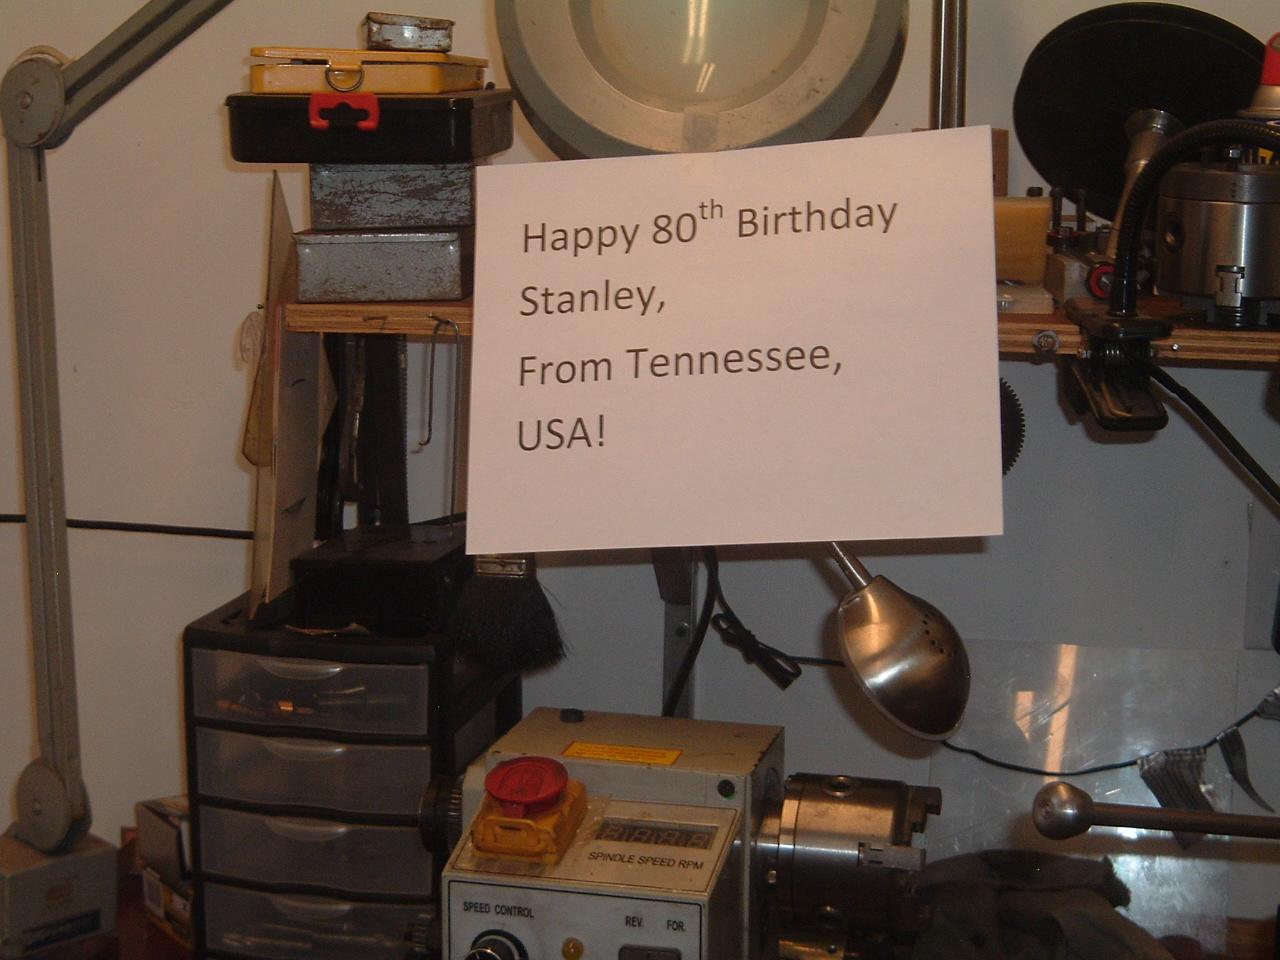 Happy 80th Birthday
Stanley,
From Tennessee,
USA!
SPINDLE SPEED RPM
SPEED CONTROL
REV. FOR.